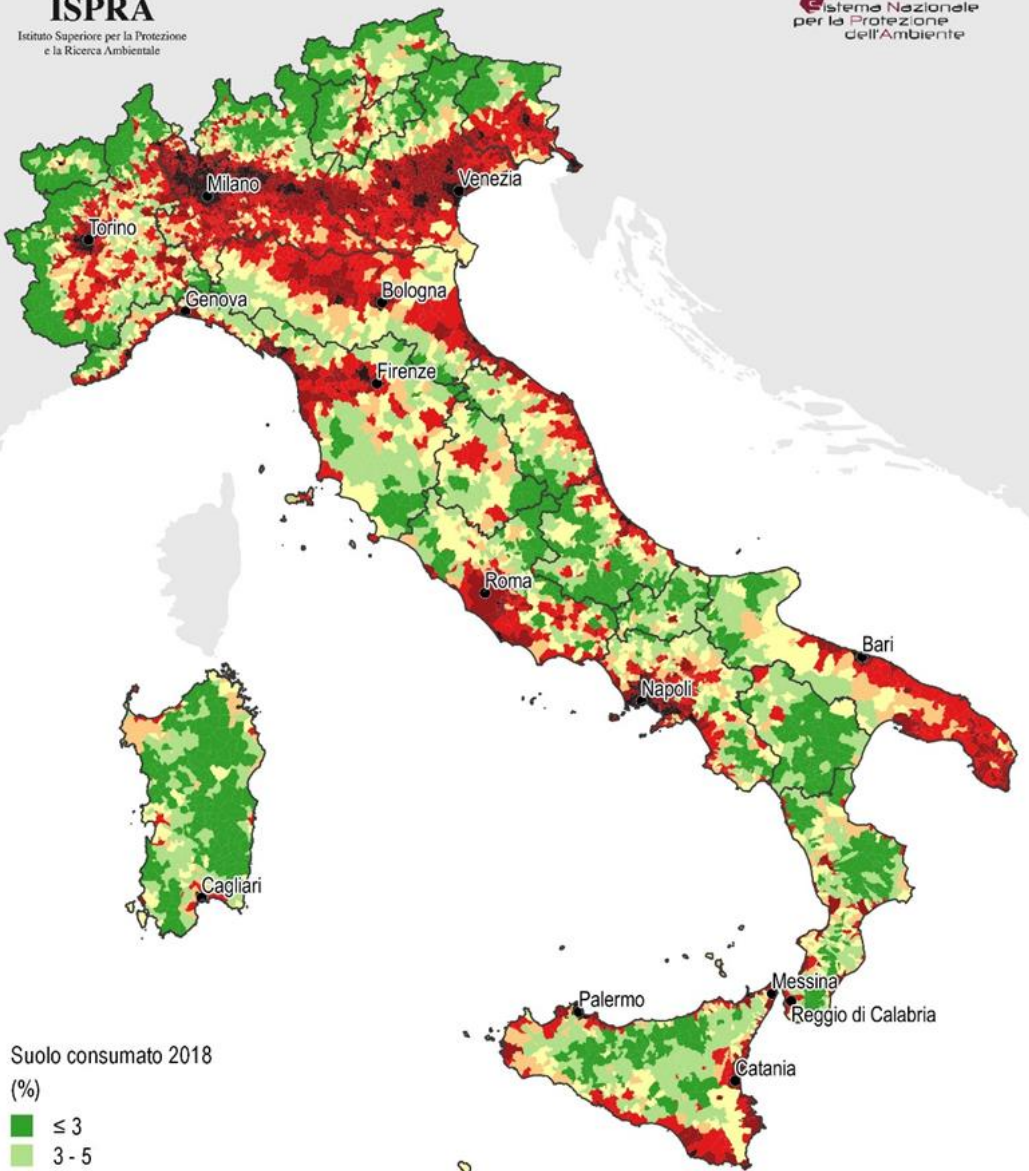 ISPRA
Istituto Superiore per la Protezione
e la Ricerca Ambientale
Sistema Nazionale
per la Protezione
dell'Ambiente
Milano
Venezia
Torino
Genova
Bologna
Firenze
Roma
Bari
Napoli
Cagliari
Messina
Palermo
Reggio di Calabria
Catania
Suolo consumato 2018
(%)
≤ 3
3 - 5